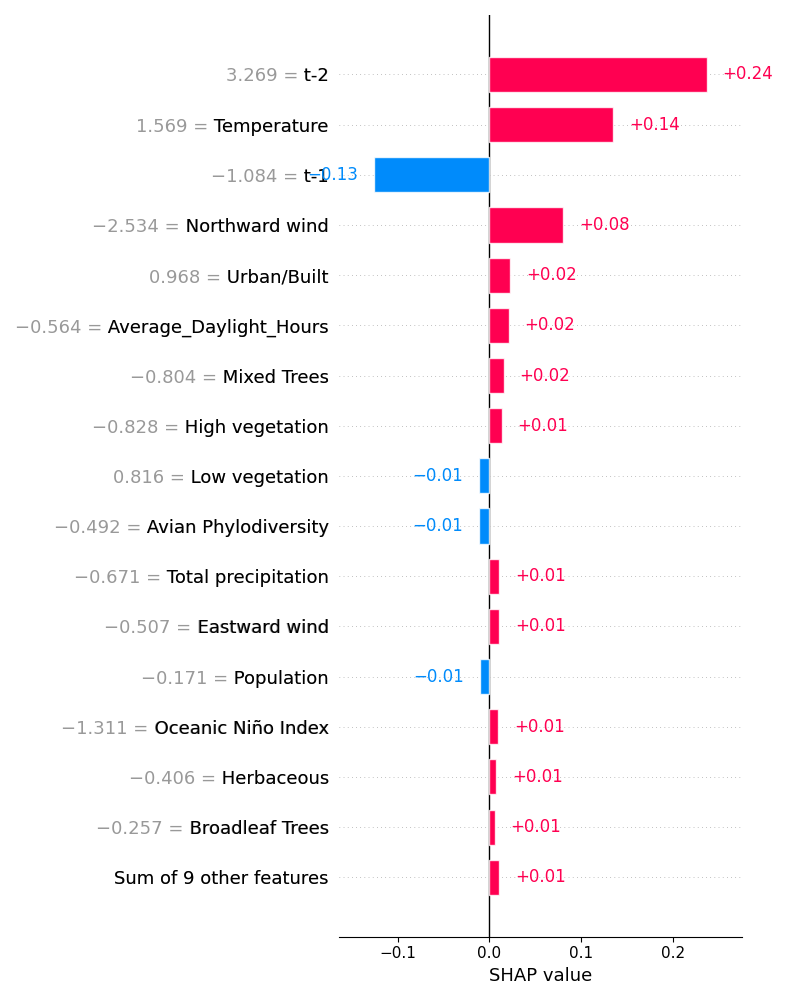 3.269 = t-2 +0.24
1.569 = Temperature +0.14
−1.084 = t-1 −0.13
−2.534 = Northward wind +0.08
0.968 = Urban/Built +0.02
−0.564 = Average_Daylight_Hours +0.02
−0.804 = Mixed Trees +0.02
−0.828 = High vegetation +0.01
0.816 = Low vegetation −0.01
−0.492 = Avian Phylodiversity −0.01
−0.671 = Total precipitation +0.01
−0.507 = Eastward wind +0.01
−0.171 = Population −0.01
−1.311 = Oceanic Niño Index +0.01
−0.406 = Herbaceous +0.01
−0.257 = Broadleaf Trees +0.01
Sum of 9 other features +0.01
−0.1 0.0 0.1 0.2
SHAP value